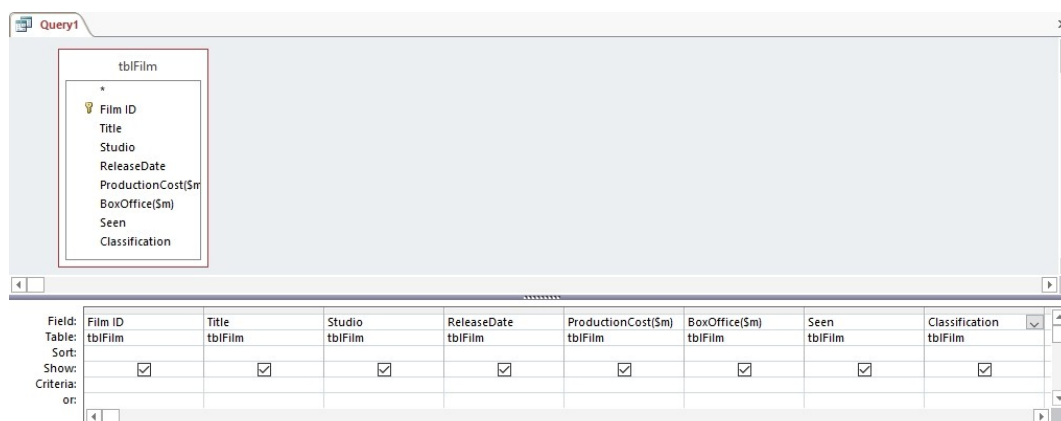 Query1
tblFilm
*
Film ID
Title
Studio
ReleaseDate
ProductionCost($m
BoxOffice($m)
Seen
Classification
Field: Film ID Title Studio ReleaseDate ProductionCost($m) BoxOffice($m) Seen Classification
Table: tblFilm tblFilm tblFilm tblFilm tblFilm tblFilm tblFilm tblFilm
Sort:
Show:
Criteria:
or: